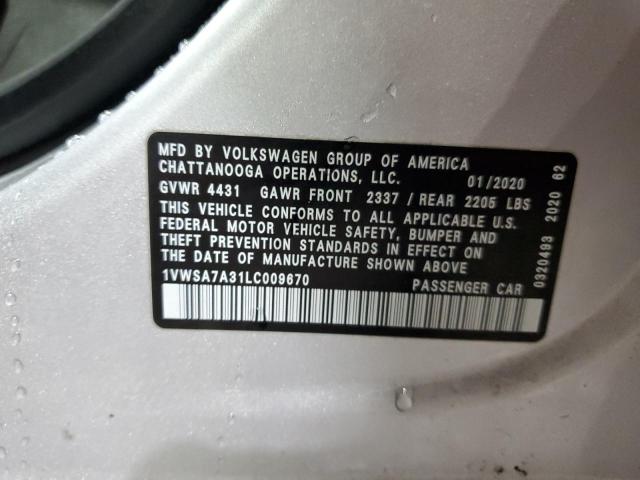 MFD BY VOLKSWAGEN GROUP OF AMERICA
CHATTANOOGA OPERATIONS, LLC. 01/2020
GVWR 4431 GAWR FRONT 2337 / REAR 2205 LBS
THIS VEHICLE CONFORMS TO ALL APPLICABLE U.S.
FEDERAL MOTOR VEHICLE SAFETY, BUMPER AND
THEFT PREVENTION STANDARDS IN EFFECT ON
THE DATE OF MANUFACTURE SHOWN ABOVE.
1VWSA7A31LC009670 PASSENGER CAR
0320493 2020 62